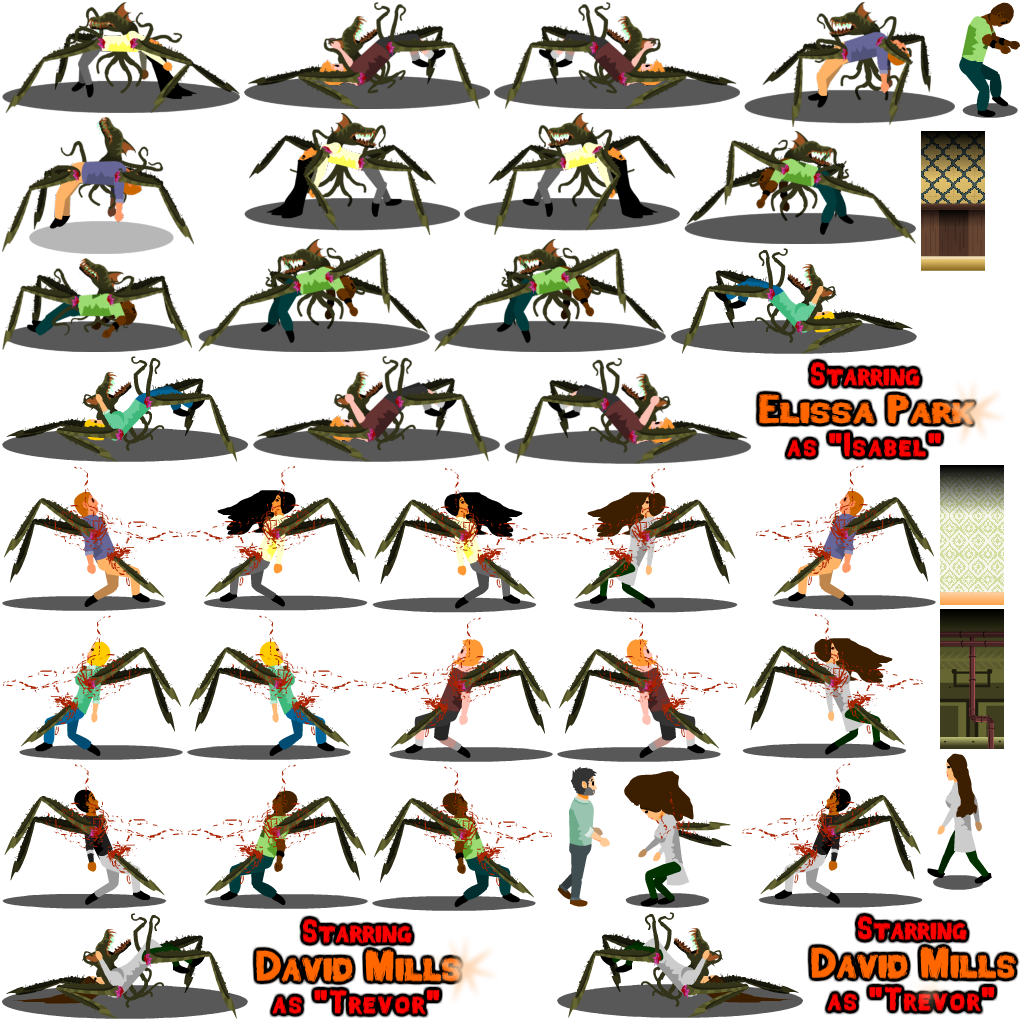 Starring
Elissa Park
as "Isabel"
Starring
David Mills
as "Trevor"
Starring
David Mills
as "Trevor"